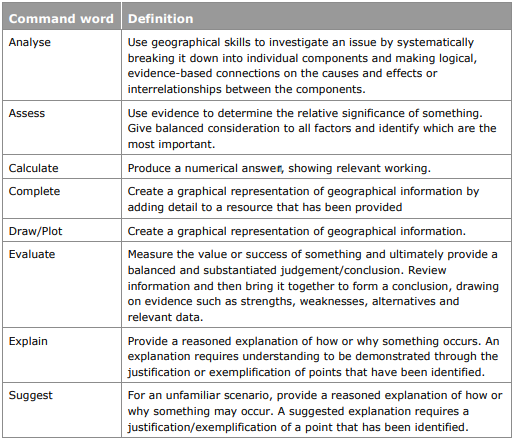 Command word Definition
Analyse Use geographical skills to investigate an issue by systematically
breaking it down into individual components and making logical,
evidence-based connections on the causes and effects or
interrelationships between the components.
Assess Use evidence to determine the relative significance of something.
Give balanced consideration to all factors and identify which are the
most important.
Calculate Produce a numerical answer, showing relevant working.
Complete Create a graphical representation of geographical information by
adding detail to a resource that has been provided
Draw/Plot Create a graphical representation of geographical information.
Evaluate Measure the value or success of something and ultimately provide a
balanced and substantiated judgement/conclusion. Review
information and then bring it together to form a conclusion, drawing
on evidence such as strengths, weaknesses, alternatives and
relevant data.
Explain Provide a reasoned explanation of how or why something occurs. An
explanation requires understanding to be demonstrated through the
justification or exemplification of points that have been identified.
Suggest For an unfamiliar scenario, provide a reasoned explanation of how or
why something may occur. A suggested explanation requires a
justification/exemplification of a point that has been identified.